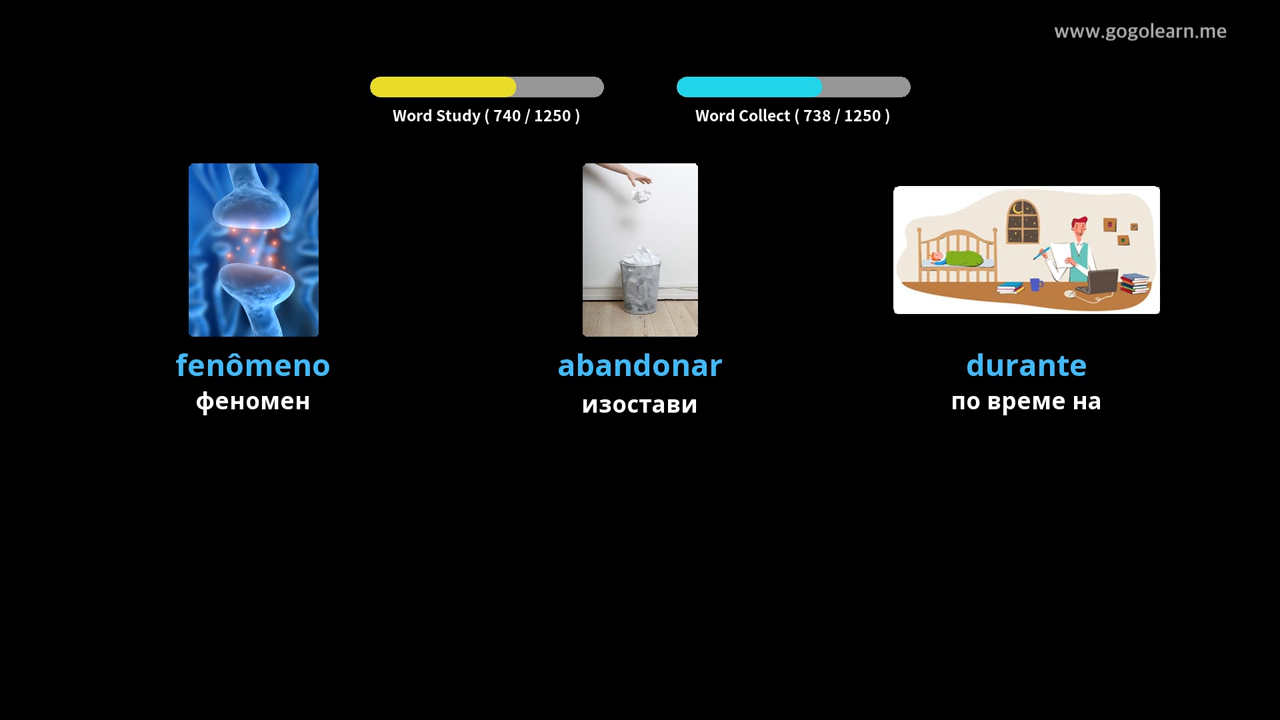 www.gogolearn.me
Word Study ( 740 / 1250 )
Word Collect ( 738 / 1250 )
fenômeno
феномен
abandonar
изостави
durante
по време на